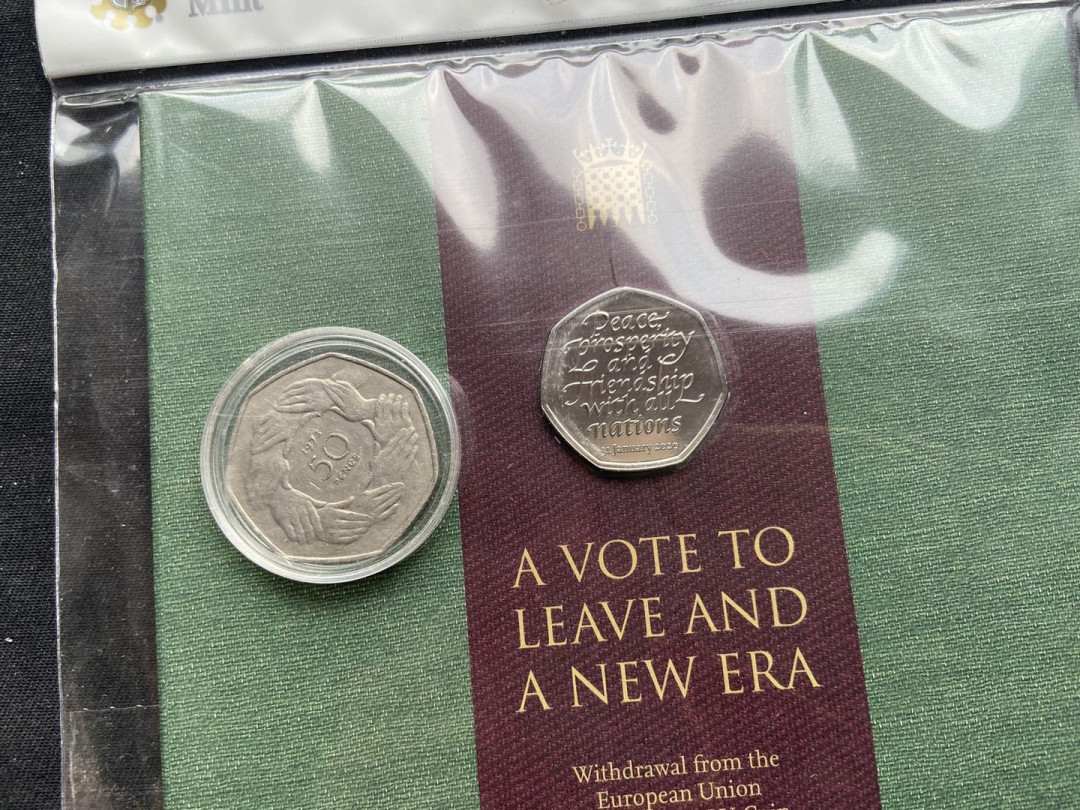 Mint
1973
50
PENCE
Peace,
prosperity
and
friendship
with all
nations
31 January 2020
A VOTE TO
LEAVE AND
A NEW ERA
Withdrawal from the
European Union
Coin